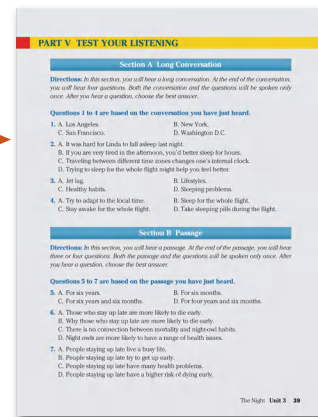 PART V TEST YOUR LISTENING
Section A Long Conversation
Directions: In this section, you will hear a long conversation. At the end of the conversation,
you will hear four questions. Both the conversation and the questions will be spoken only
once. After you hear a question, choose the best answer.
Questions 1 to 4 are based on the conversation you have just heard.
1. A. Los Angeles. B. New York.
C. San Francisco. D. Washington D.C.
2. A. It was hard for Linda to fall asleep last night.
B. If you are very tired in the afternoon, you'd better sleep for hours.
C. Traveling between different time zones changes one's internal clock.
D. Trying to sleep for the whole flight might help you feel better.
3. A. Jet lag. B. Lifestyles.
C. Healthy habits. D. Sleeping problems.
4. A. Try to adapt to the local time. B. Sleep for the whole flight.
C. Stay awake for the whole flight. D. Take sleeping pills during the flight.
Section B Passage
Directions: In this section, you will hear a passage. At the end of the passage, you will hear
three or four questions. Both the passage and the questions will be spoken only once. After
you hear a question, choose the best answer.
Questions 5 to 7 are based on the passage you have just heard.
5. A. For six years. B. For six months.
C. For six years and six months. D. For four years and six months.
6. A. Those who stay up late are more likely to die early.
B. Why those who stay up late are more likely to die early.
C. There is no connection between mortality and night-owl habits.
D. Night owls are more likely to have a range of health issues.
7. A. People staying up late live a busy life.
B. People staying up late try to get up early.
C. People staying up late have many health problems.
D. People staying up late have a higher risk of dying early.
The Night Unit 3 39